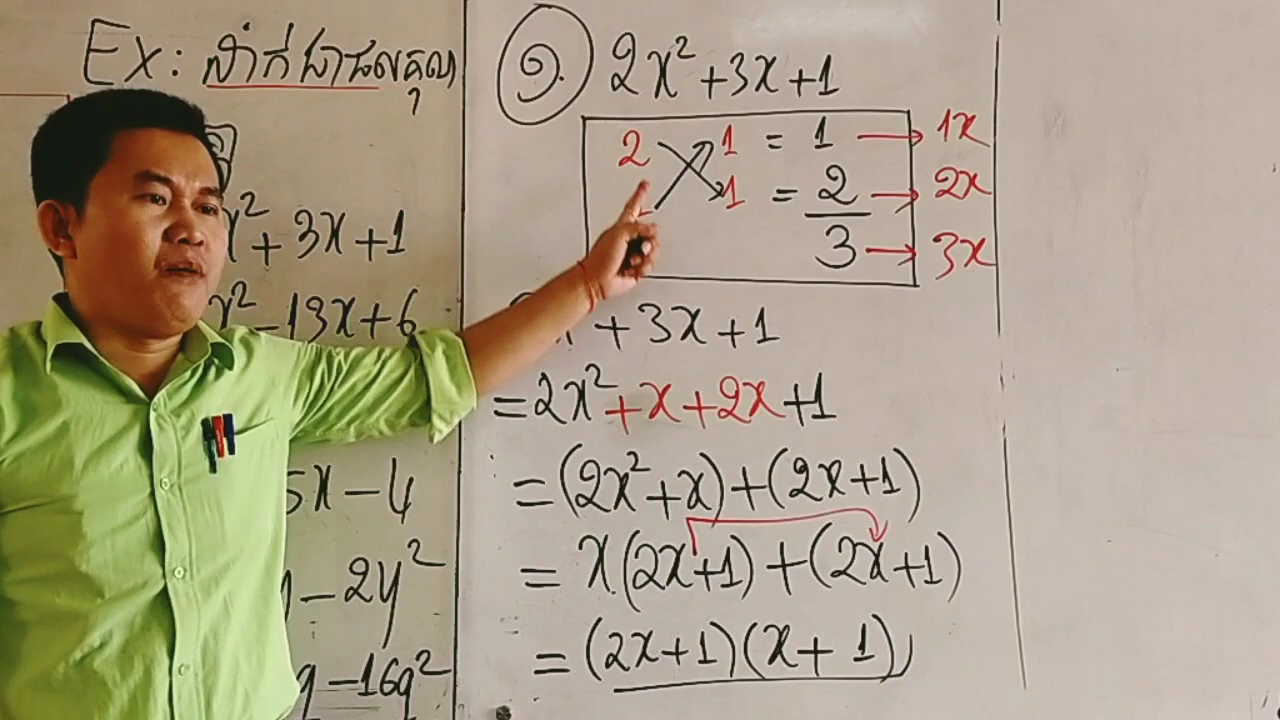 Ex: ដាក់ជាផលគុណ
x² + 3x + 1
x² - 13x + 6
5x - 4
- 2y²
q - 16q²
១. 2x² + 3x + 1
2 1 = 1 → 1x
1 = 2 → 2x
3 → 3x
+ 3x + 1
= 2x² + x + 2x + 1
= (2x² + x) + (2x + 1)
= x(2x + 1) + (2x + 1)
= (2x + 1)(x + 1)